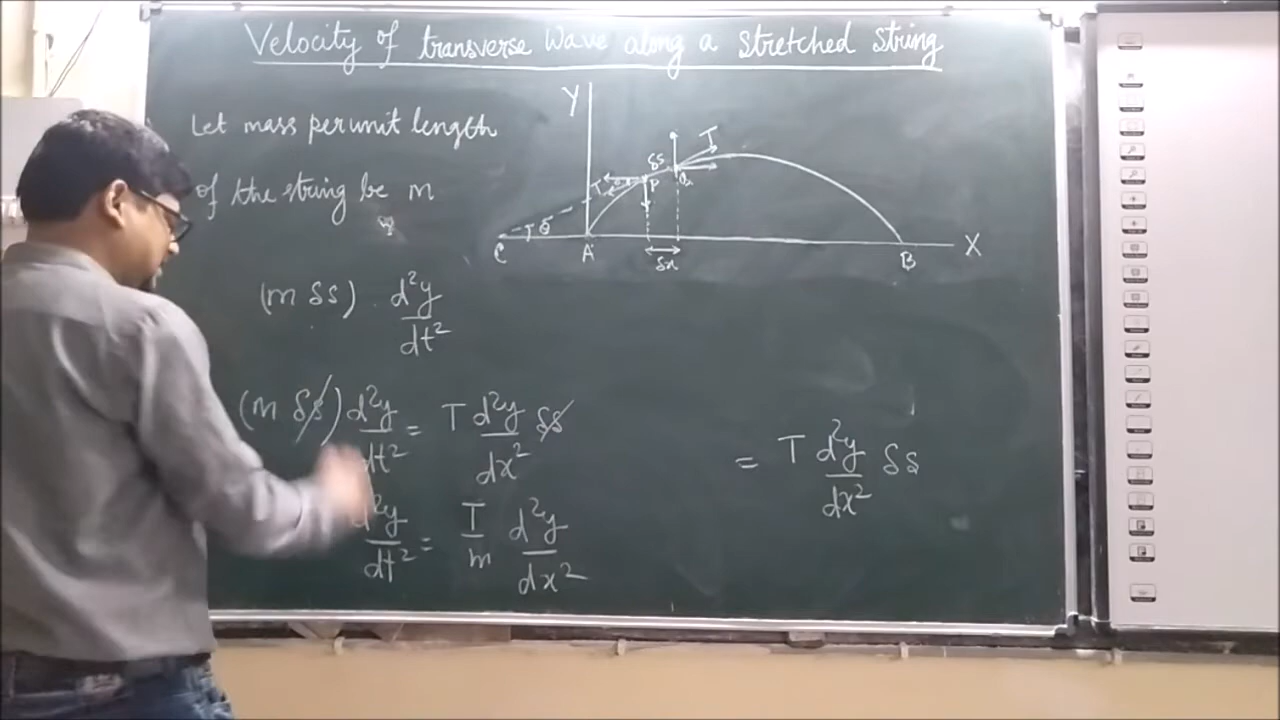 Velocity of transverse wave along a stretched string
Let mass per unit length
of the string be m
Y
T
δs
T
P
Q
θ
C
A
δx
B
X
(m δs) . d²y/dt²
(m δs) d²y/dt² = T d²y/dx² δs
= T d²y/dx² δs
d²y/dt² = T/m d²y/dx²